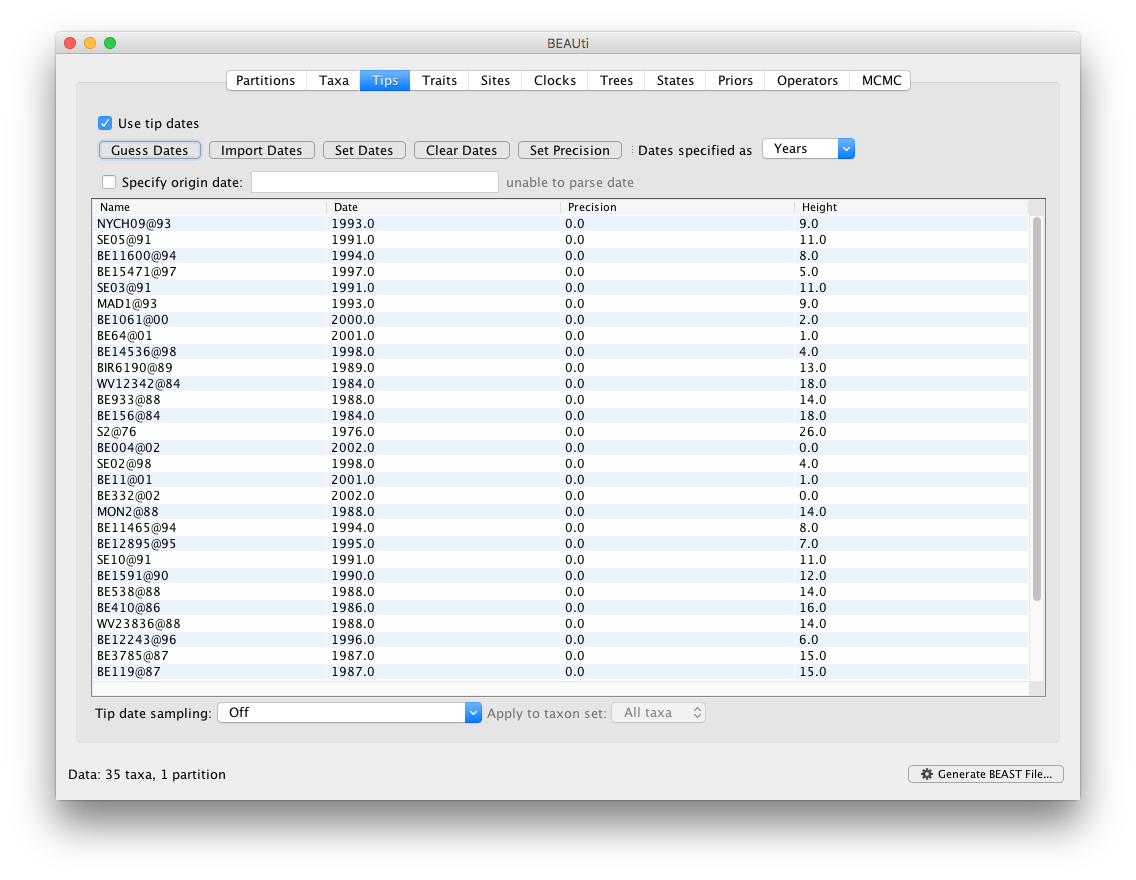 BEAUti
Partitions Taxa Tips Traits Sites Clocks Trees States Priors Operators MCMC
Use tip dates
Guess Dates Import Dates Set Dates Clear Dates Set Precision Dates specified as Years
Specify origin date: unable to parse date
Name Date Precision Height
NYCH09@93 1993.0 0.0 9.0
SE05@91 1991.0 0.0 11.0
BE11600@94 1994.0 0.0 8.0
BE15471@97 1997.0 0.0 5.0
SE03@91 1991.0 0.0 11.0
MAD1@93 1993.0 0.0 9.0
BE1061@00 2000.0 0.0 2.0
BE64@01 2001.0 0.0 1.0
BE14536@98 1998.0 0.0 4.0
BIR6190@89 1989.0 0.0 13.0
WV12342@84 1984.0 0.0 18.0
BE933@88 1988.0 0.0 14.0
BE156@84 1984.0 0.0 18.0
S2@76 1976.0 0.0 26.0
BE004@02 2002.0 0.0 0.0
SE02@98 1998.0 0.0 4.0
BE11@01 2001.0 0.0 1.0
BE332@02 2002.0 0.0 0.0
MON2@88 1988.0 0.0 14.0
BE11465@94 1994.0 0.0 8.0
BE12895@95 1995.0 0.0 7.0
SE10@91 1991.0 0.0 11.0
BE1591@90 1990.0 0.0 12.0
BE538@88 1988.0 0.0 14.0
BE410@86 1986.0 0.0 16.0
WV23836@88 1988.0 0.0 14.0
BE12243@96 1996.0 0.0 6.0
BE3785@87 1987.0 0.0 15.0
BE119@87 1987.0 0.0 15.0
Tip date sampling: Off Apply to taxon set: All taxa
Data: 35 taxa, 1 partition Generate BEAST File...